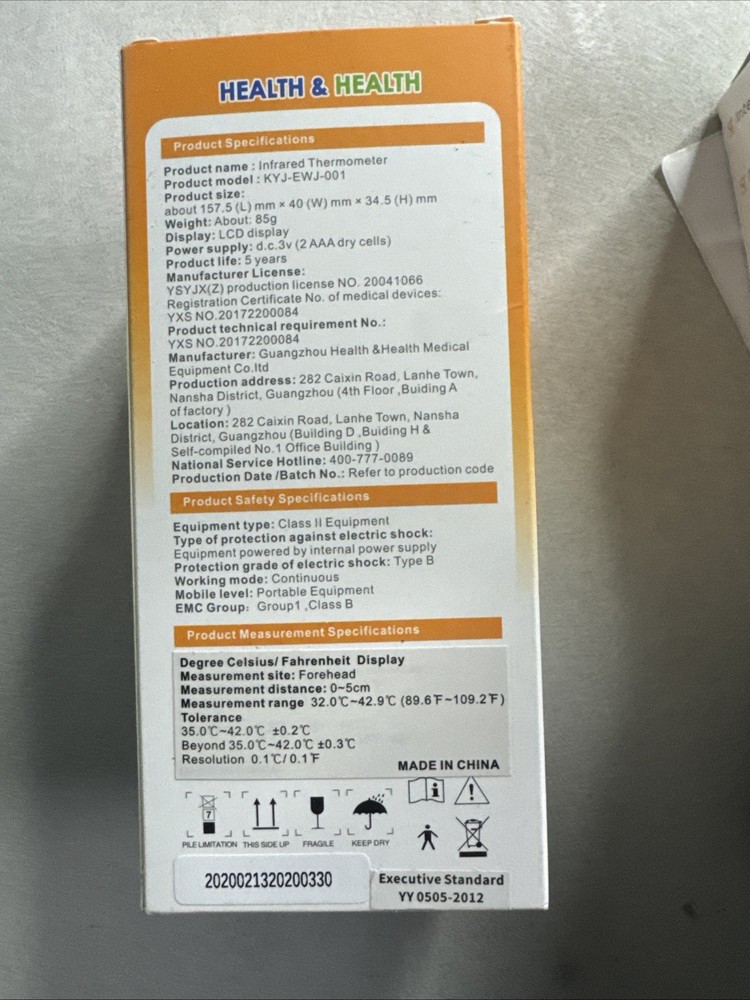 HEALTH & HEALTH
Product Specifications
Product name : Infrared Thermometer
Product model : KYJ-EWJ-001
Product size:
about 157.5 (L) mm × 40 (W) mm × 34.5 (H) mm
Weight: About: 85g
Display: LCD display
Power supply: d.c.3v (2 AAA dry cells)
Product life: 5 years
Manufacturer License:
YSYJX(Z) production license NO. 20041066
Registration Certificate No. of medical devices:
YXS NO.20172200084
Product technical requirement No.:
YXS NO.20172200084
Manufacturer: Guangzhou Health &Health Medical
Equipment Co.ltd
Production address: 282 Caixin Road, Lanhe Town,
Nansha District, Guangzhou (4th Floor ,Buiding A
of factory )
Location: 282 Caixin Road, Lanhe Town, Nansha
District, Guangzhou (Building D ,Buiding H &
Self-compiled No.1 Office Building )
National Service Hotline: 400-777-0089
Production Date /Batch No.: Refer to production code
Product Safety Specifications
Equipment type: Class II Equipment
Type of protection against electric shock:
Equipment powered by internal power supply
Protection grade of electric shock: Type B
Working mode: Continuous
Mobile level: Portable Equipment
EMC Group: Group1 ,Class B
Product Measurement Specifications
Degree Celsius/ Fahrenheit Display
Measurement site: Forehead
Measurement distance: 0~5cm
Measurement range 32.0℃~42.9℃ (89.6℉~109.2℉)
Tolerance
35.0℃~42.0℃ ±0.2℃
Beyond 35.0℃~42.0℃ ±0.3℃
Resolution 0.1℃/ 0.1℉
MADE IN CHINA
7
PILE LIMITATION THIS SIDE UP FRAGILE KEEP DRY
2020021320200330
Executive Standard
YY 0505-2012